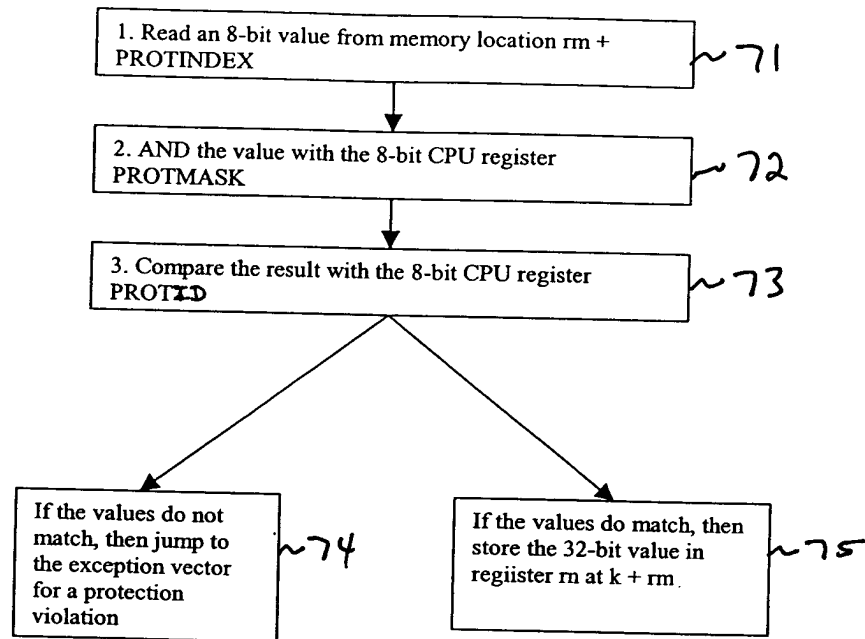 1. Read an 8-bit value from memory location rm +
PROTINDEX
71
2. AND the value with the 8-bit CPU register
PROTMASK
72
3. Compare the result with the 8-bit CPU register
PROTID
73
If the values do not
match, then jump to
the exception vector
for a protection
violation
74
If the values do match, then
store the 32-bit value in
regiister rn at k + rm.
75